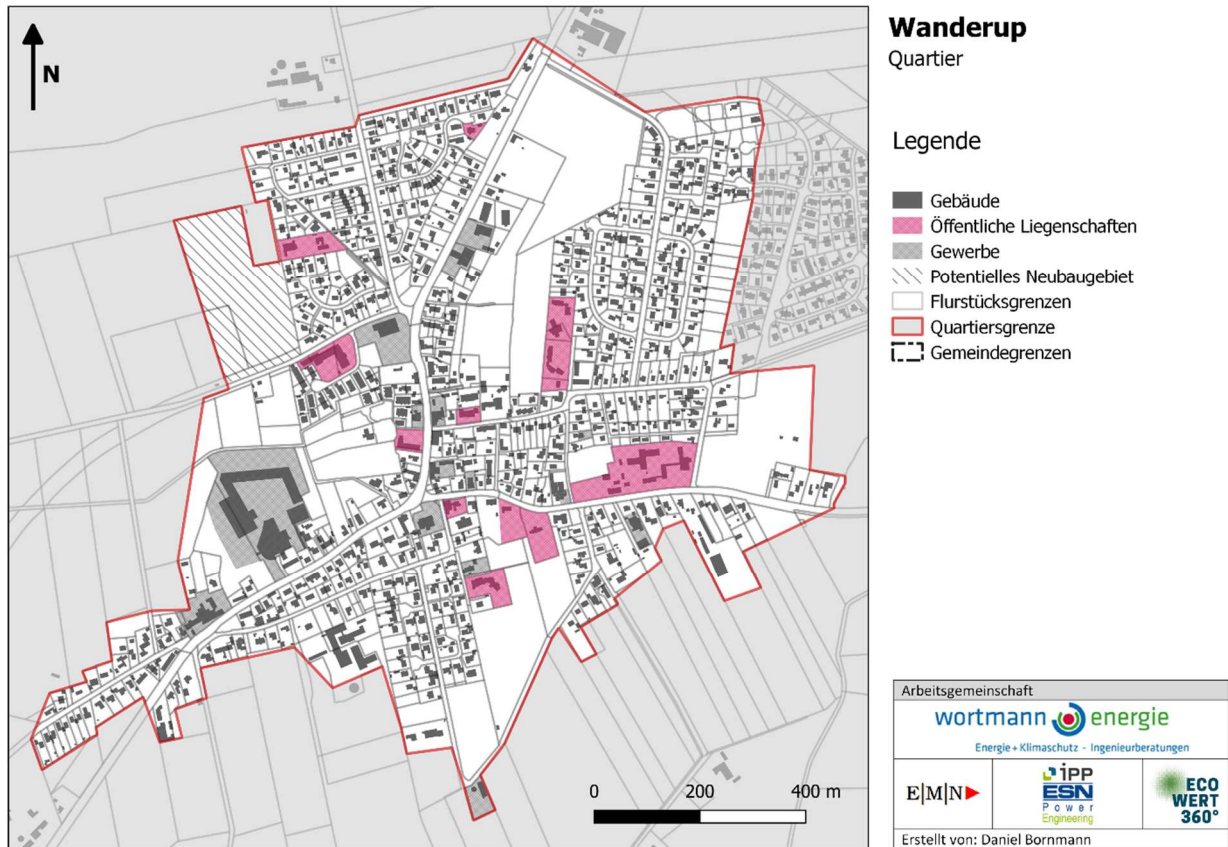 N
0 200 400 m
Wanderup
Quartier
Legende
Gebäude
Öffentliche Liegenschaften
Gewerbe
Potentielles Neubaugebiet
Flurstücksgrenzen
Quartiersgrenze
Gemeindegrenzen
Arbeitsgemeinschaft
wortmann energie
Energie + Klimaschutz - Ingenieurberatungen
E|M|N
iPP
ESN
Power
Engineering
ECO
WERT
360°
Erstellt von: Daniel Bornmann